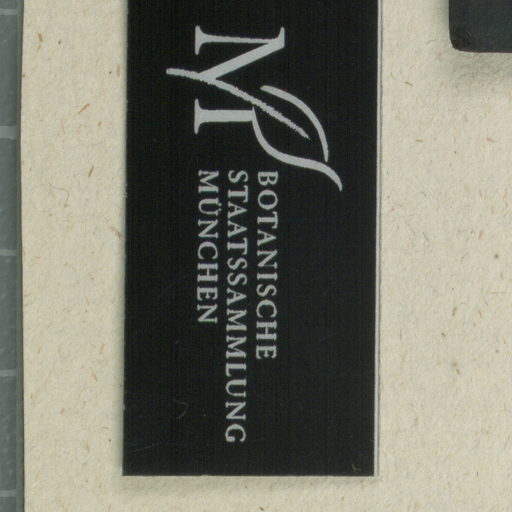 M
BOTANISCHE
STAATSSAMMLUNG
MÜNCHEN